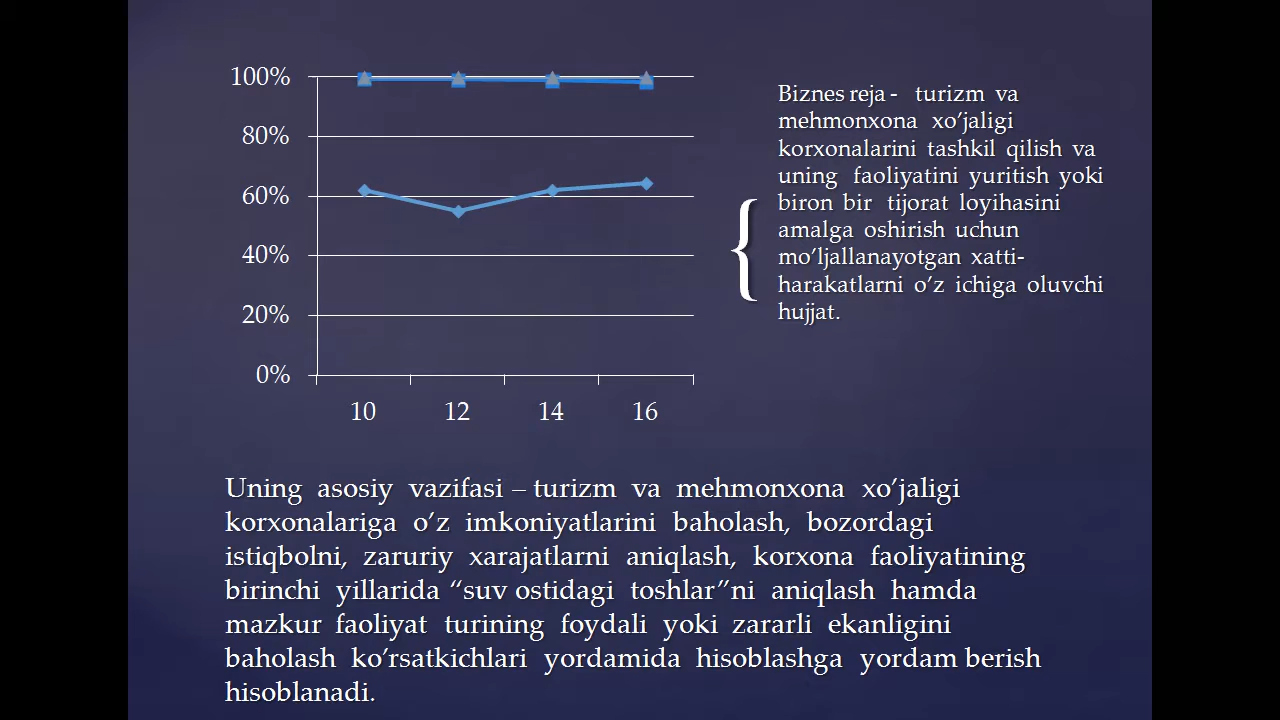 100%
80%
60%
40%
20%
0%
10 12 14 16
Biznes reja - turizm va
mehmonxona xo’jaligi
korxonalarini tashkil qilish va
uning faoliyatini yuritish yoki
biron bir tijorat loyihasini
amalga oshirish uchun
mo’ljallanayotgan xatti-
harakatlarni o’z ichiga oluvchi
hujjat.
Uning asosiy vazifasi – turizm va mehmonxona xo’jaligi
korxonalariga o’z imkoniyatlarini baholash, bozordagi
istiqbolni, zaruriy xarajatlarni aniqlash, korxona faoliyatining
birinchi yillarida “suv ostidagi toshlar”ni aniqlash hamda
mazkur faoliyat turining foydali yoki zararli ekanligini
baholash ko’rsatkichlari yordamida hisoblashga yordam berish
hisoblanadi.